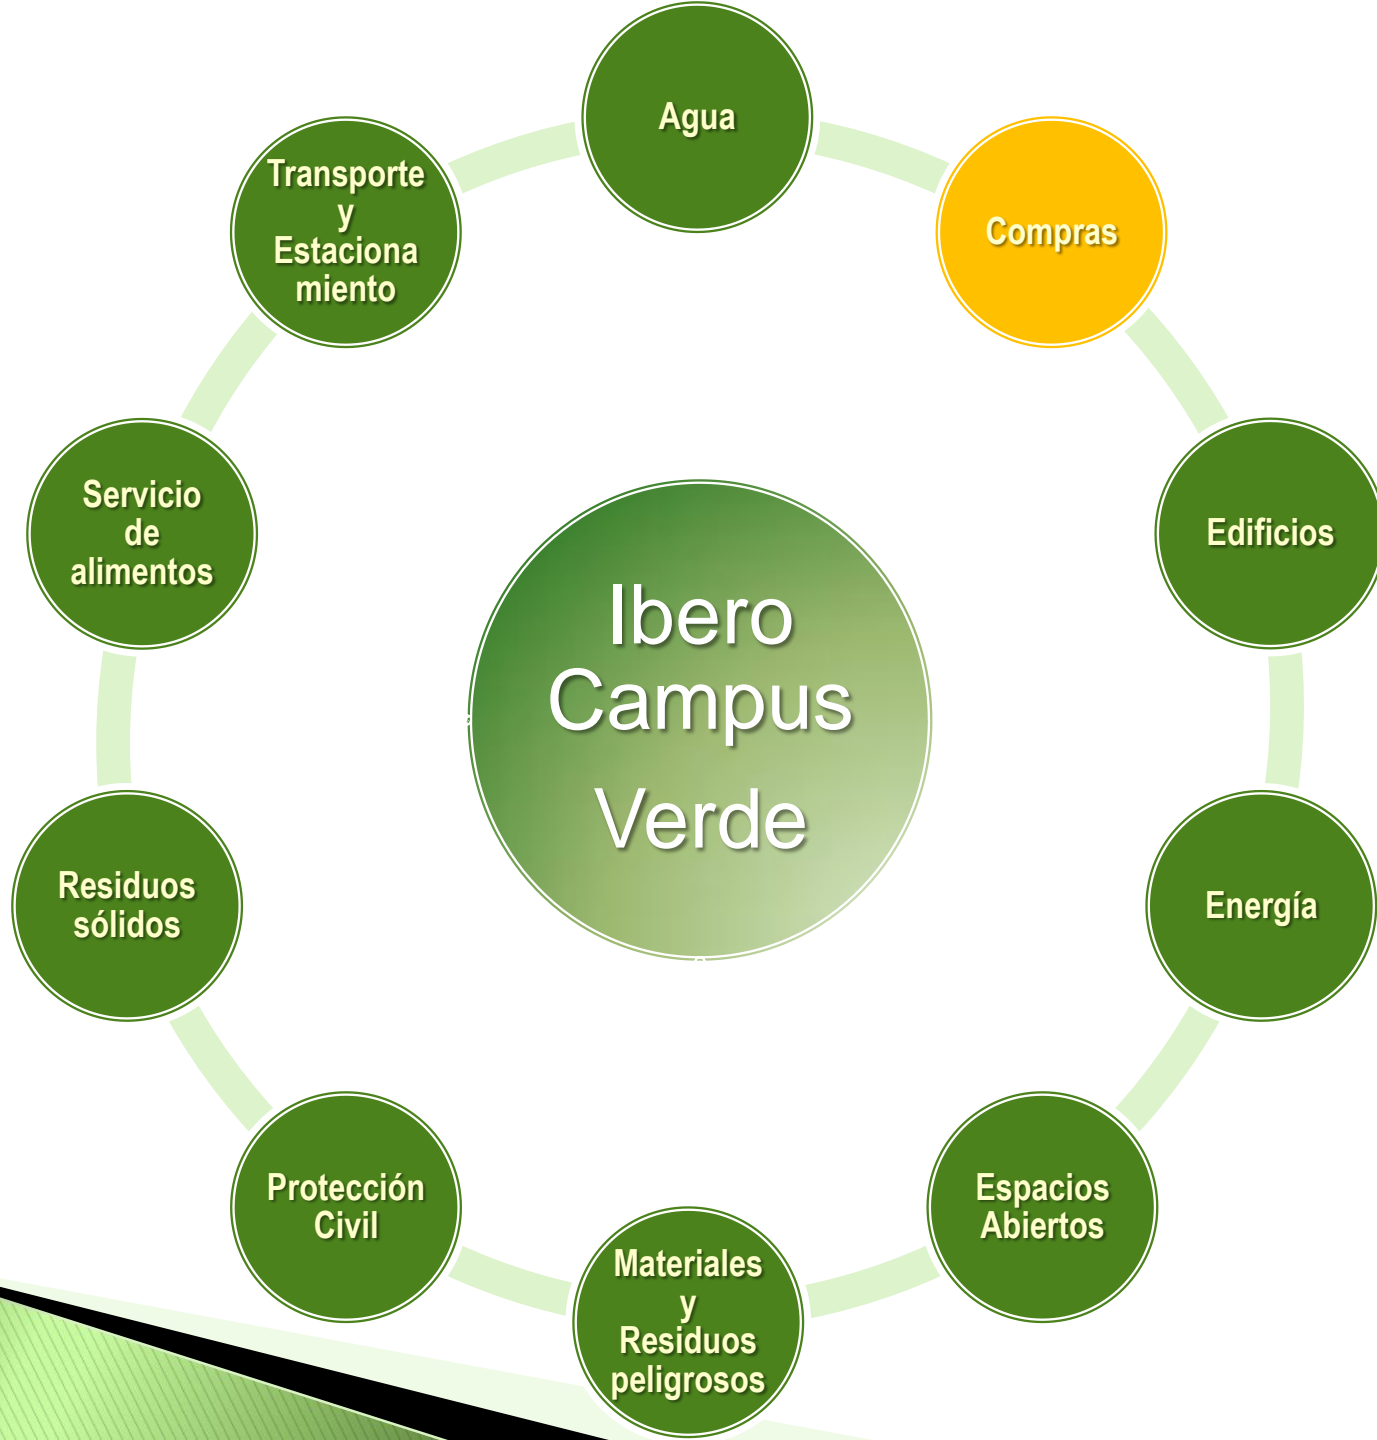 Agua
Compras
Edificios
Energía
Espacios
Abiertos
Materiales
y
Residuos
peligrosos
Protección
Civil
Residuos
sólidos
Servicio
de
alimentos
Transporte
y
Estaciona
miento
Ibero
Campus
Verde